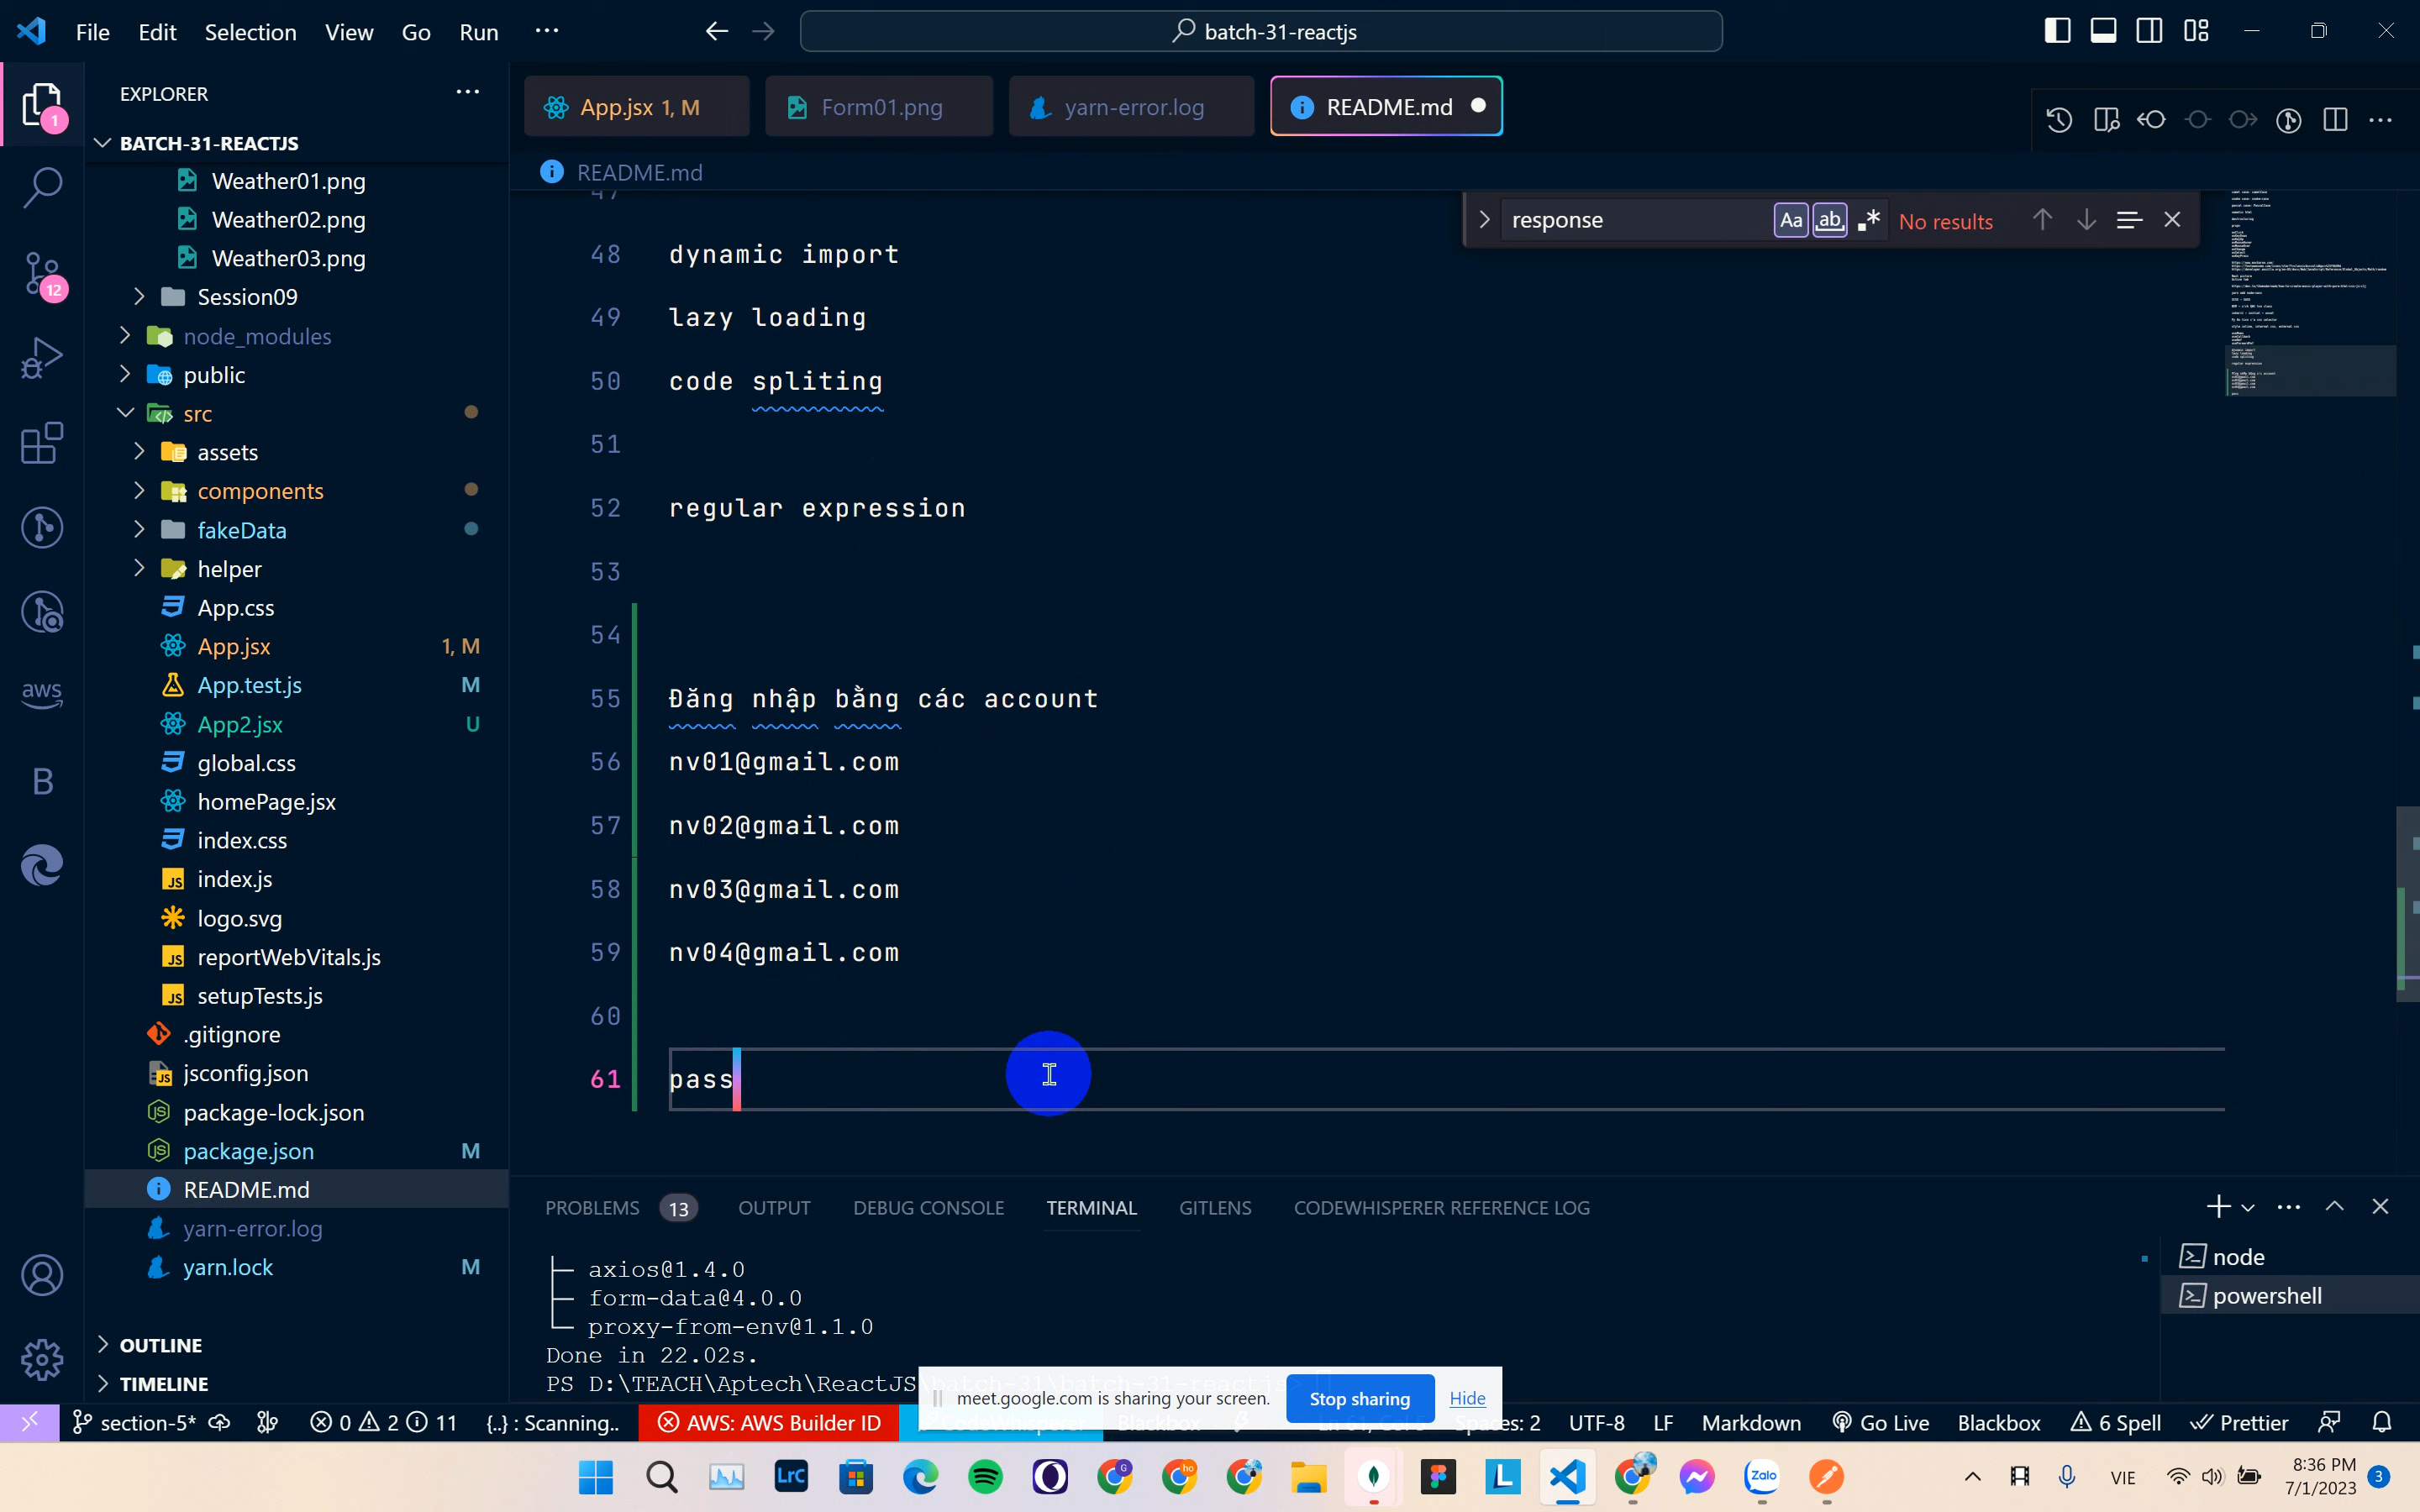 File Edit Selection View Go Run ··· batch-31-reactjs
EXPLORER ···
BATCH-31-REACTJS
Weather01.png
Weather02.png
Weather03.png
Session09
node_modules
public
src
assets
components
fakeData
helper
App.css
App.jsx 1, M
App.test.js M
App2.jsx U
global.css
homePage.jsx
index.css
index.js
logo.svg
reportWebVitals.js
setupTests.js
.gitignore
jsconfig.json
package-lock.json
package.json M
README.md
yarn-error.log
yarn.lock M
OUTLINE
TIMELINE
1
12
aws
B
App.jsx 1, M Form01.png yarn-error.log README.md
README.md
response Aa ab .* No results
47
48 dynamic import
49 lazy loading
50 code spliting
51
52 regular expression
53
54
55 Đăng nhập bằng các account
56 nv01@gmail.com
57 nv02@gmail.com
58 nv03@gmail.com
59 nv04@gmail.com
60
61 pass
PROBLEMS 13 OUTPUT DEBUG CONSOLE TERMINAL GITLENS CODEWHISPERER REFERENCE LOG
├─ axios@1.4.0
├─ form-data@4.0.0
└─ proxy-from-env@1.1.0
Done in 22.02s.
PS D:\TEACH\Aptech\ReactJS
node
powershell
meet.google.com is sharing your screen. Stop sharing Hide
section-5* 0 2 11 {..} : Scanning.. AWS: AWS Builder ID Spaces: 2 UTF-8 LF Markdown Go Live Blackbox 6 Spell Prettier
LrC G ho L Zalo VIE 8:36 PM
7/1/2023 3